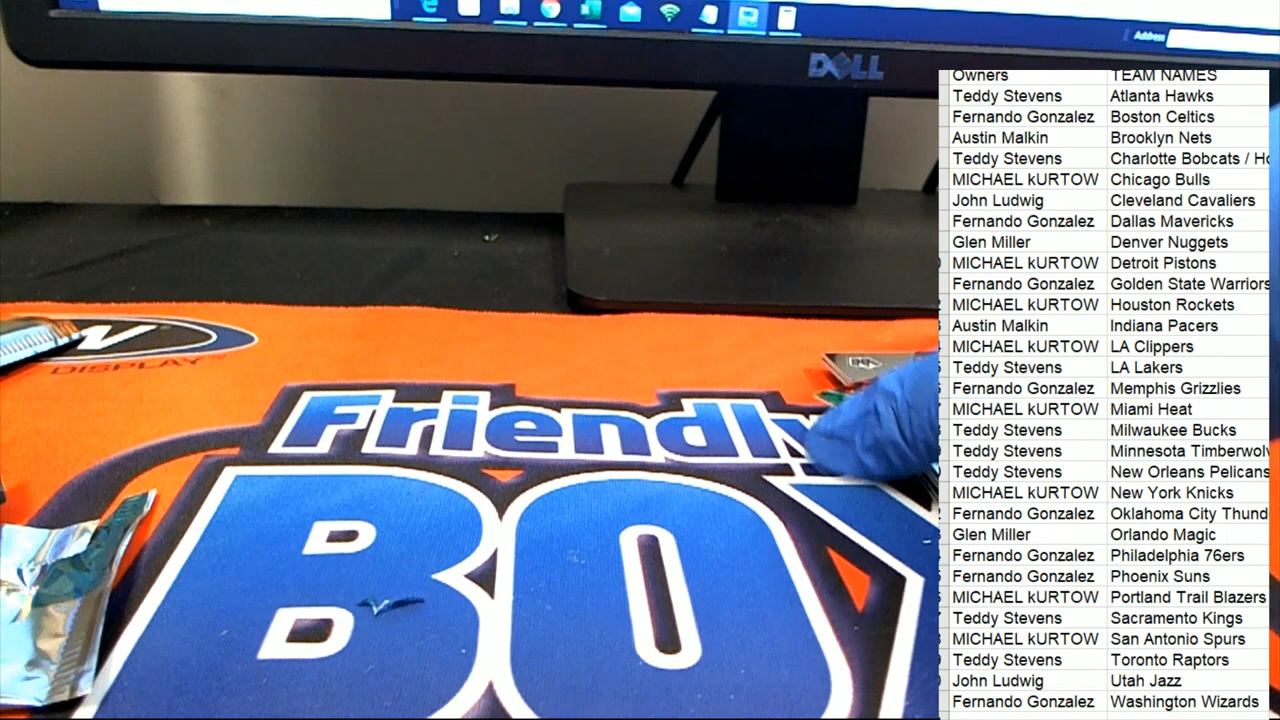 Address
DELL
Owners TEAM NAMES
Teddy Stevens Atlanta Hawks
Fernando Gonzalez Boston Celtics
Austin Malkin Brooklyn Nets
Teddy Stevens Charlotte Bobcats / Ho
MICHAEL kURTOW Chicago Bulls
John Ludwig Cleveland Cavaliers
Fernando Gonzalez Dallas Mavericks
Glen Miller Denver Nuggets
MICHAEL kURTOW Detroit Pistons
Fernando Gonzalez Golden State Warriors
MICHAEL kURTOW Houston Rockets
Austin Malkin Indiana Pacers
MICHAEL kURTOW LA Clippers
Teddy Stevens LA Lakers
Fernando Gonzalez Memphis Grizzlies
MICHAEL kURTOW Miami Heat
Teddy Stevens Milwaukee Bucks
Teddy Stevens Minnesota Timberwolv
Teddy Stevens New Orleans Pelicans
MICHAEL kURTOW New York Knicks
Fernando Gonzalez Oklahoma City Thund
Glen Miller Orlando Magic
Fernando Gonzalez Philadelphia 76ers
Fernando Gonzalez Phoenix Suns
MICHAEL kURTOW Portland Trail Blazers
Teddy Stevens Sacramento Kings
MICHAEL kURTOW San Antonio Spurs
Teddy Stevens Toronto Raptors
John Ludwig Utah Jazz
Fernando Gonzalez Washington Wizards
W
DISPLAY
Friendly
BO